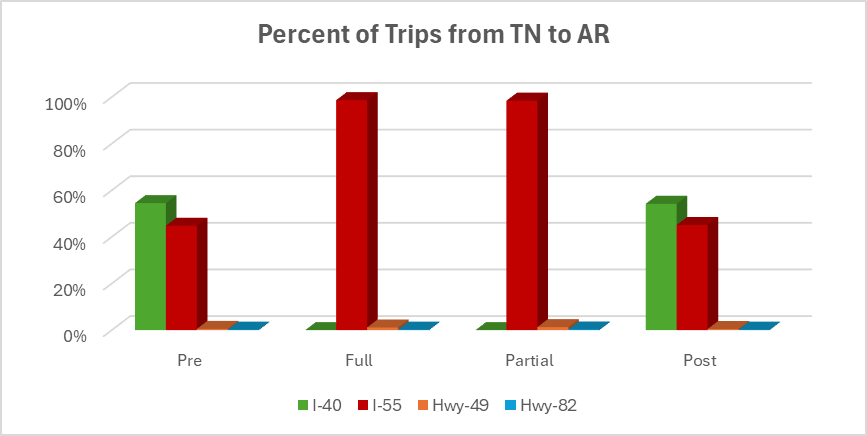 Percent of Trips from TN to AR
100%
80%
60%
40%
20%
0%
Pre Full Partial Post
I-40 I-55 Hwy-49 Hwy-82